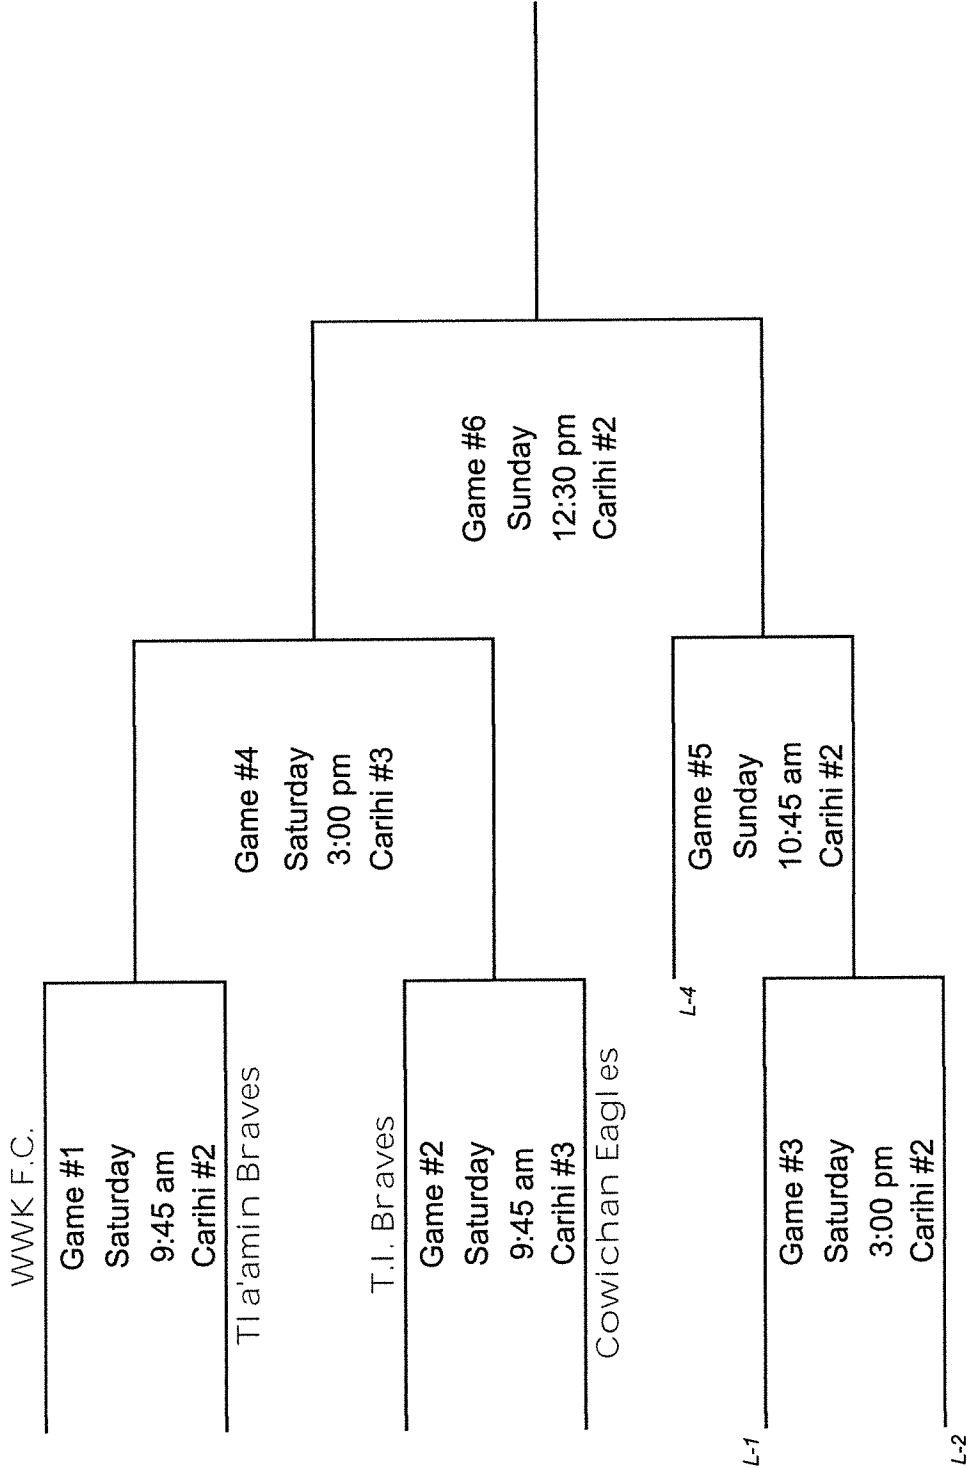 WWK F.C.
Game #1
Saturday
9:45 am
Carihi #2
Tla'amin Braves
T.I. Braves
Game #2
Saturday
9:45 am
Carihi #3
Cowichan Eagles
L-1
Game #3
Saturday
3:00 pm
Carihi #2
L-2
Game #4
Saturday
3:00 pm
Carihi #3
L-4
Game #5
Sunday
10:45 am
Carihi #2
Game #6
Sunday
12:30 pm
Carihi #2